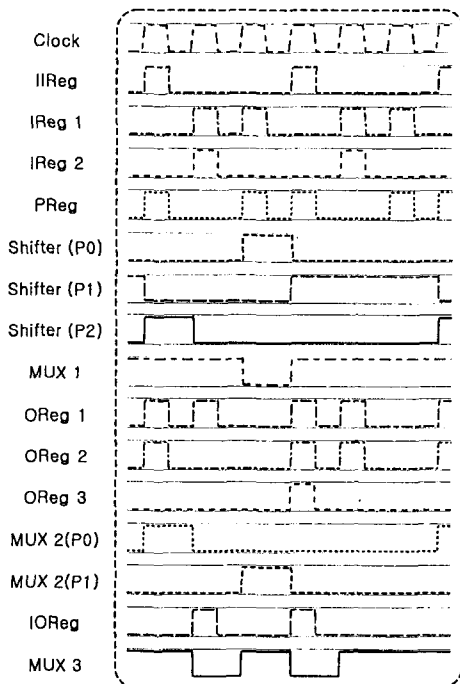 Clock
IIReg
IReg 1
IReg 2
PReg
Shifter (P0)
Shifter (P1)
Shifter (P2)
MUX 1
OReg 1
OReg 2
OReg 3
MUX 2(P0)
MUX 2(P1)
IOReg
MUX 3